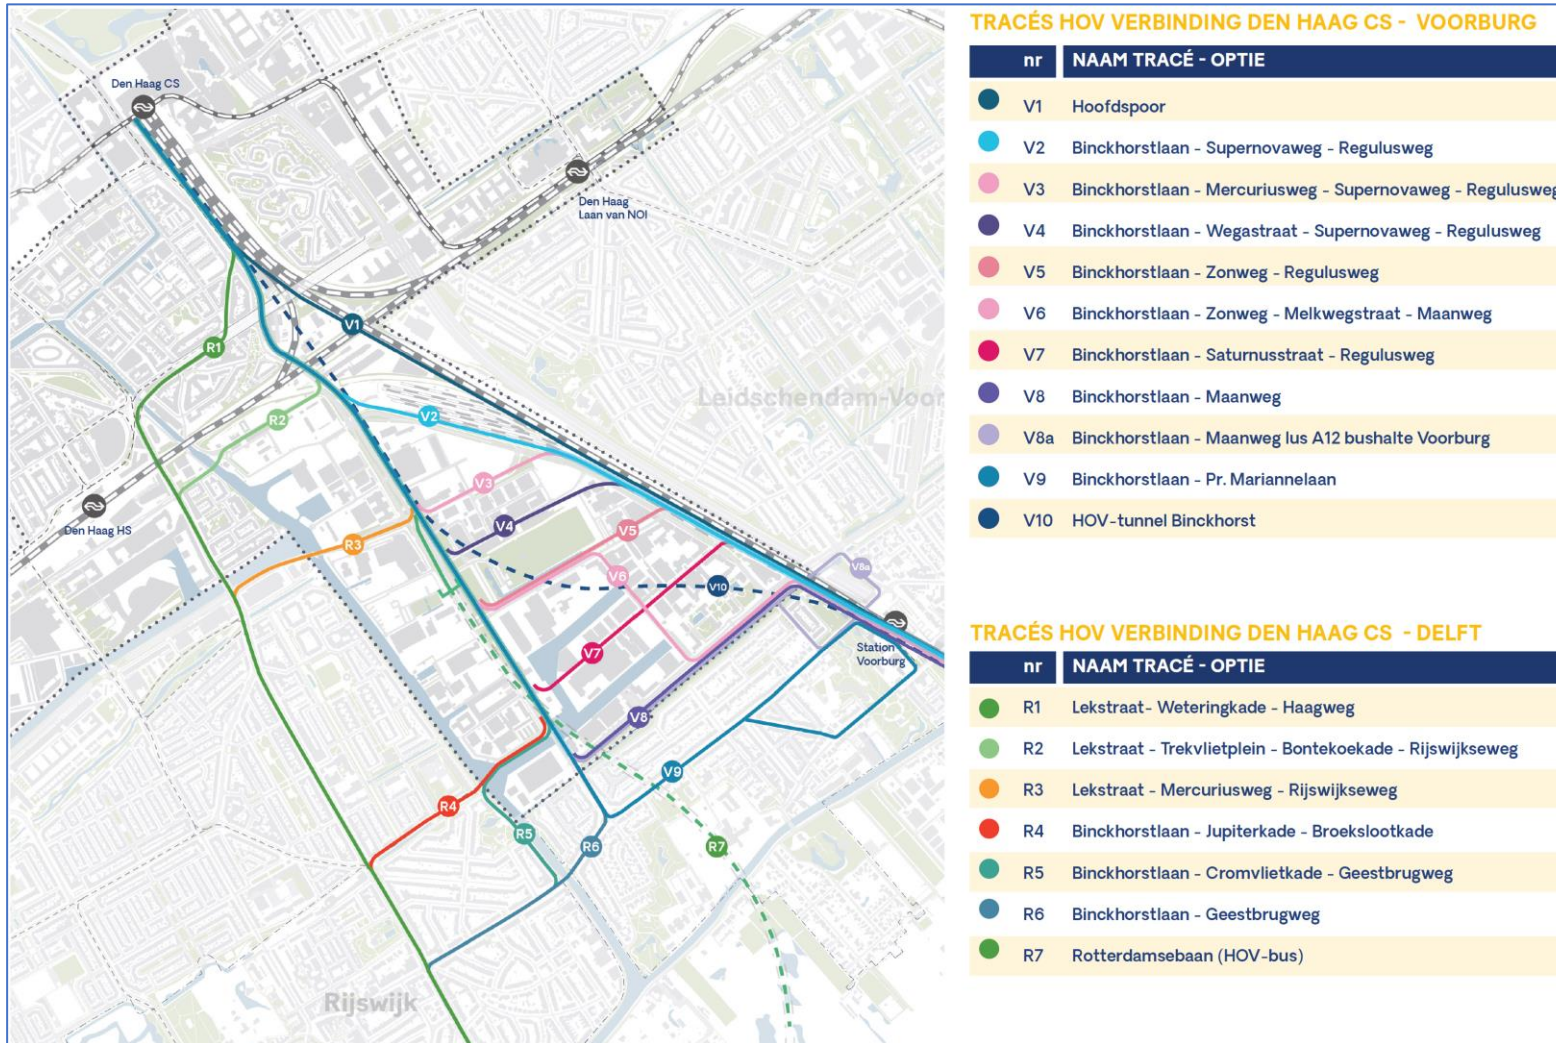 Den Haag CS
Den Haag
Laan van NOI
V1
R1
Leidschendam-Voor
R2
V2
V3
Den Haag HS
V4
V5
R3
V6
V8a
V10
Station
Voorburg
V7
V8
V9
R4
R5
R6
R7
Rijswijk
TRACÉS HOV VERBINDING DEN HAAG CS - VOORBURG
nr NAAM TRACÉ - OPTIE
V1 Hoofdspoor
V2 Binckhorstlaan - Supernovaweg - Regulusweg
V3 Binckhorstlaan - Mercuriusweg - Supernovaweg - Regulusweg
V4 Binckhorstlaan - Wegastraat - Supernovaweg - Regulusweg
V5 Binckhorstlaan - Zonweg - Regulusweg
V6 Binckhorstlaan - Zonweg - Melkwegstraat - Maanweg
V7 Binckhorstlaan - Saturnusstraat - Regulusweg
V8 Binckhorstlaan - Maanweg
V8a Binckhorstlaan - Maanweg lus A12 bushalte Voorburg
V9 Binckhorstlaan - Pr. Mariannelaan
V10 HOV-tunnel Binckhorst
TRACÉS HOV VERBINDING DEN HAAG CS - DELFT
nr NAAM TRACÉ - OPTIE
R1 Lekstraat- Weteringkade - Haagweg
R2 Lekstraat - Trekvlietplein - Bontekoekade - Rijswijkseweg
R3 Lekstraat - Mercuriusweg - Rijswijkseweg
R4 Binckhorstlaan - Jupiterkade - Broekslootkade
R5 Binckhorstlaan - Cromvlietkade - Geestbrugweg
R6 Binckhorstlaan - Geestbrugweg
R7 Rotterdamsebaan (HOV-bus)